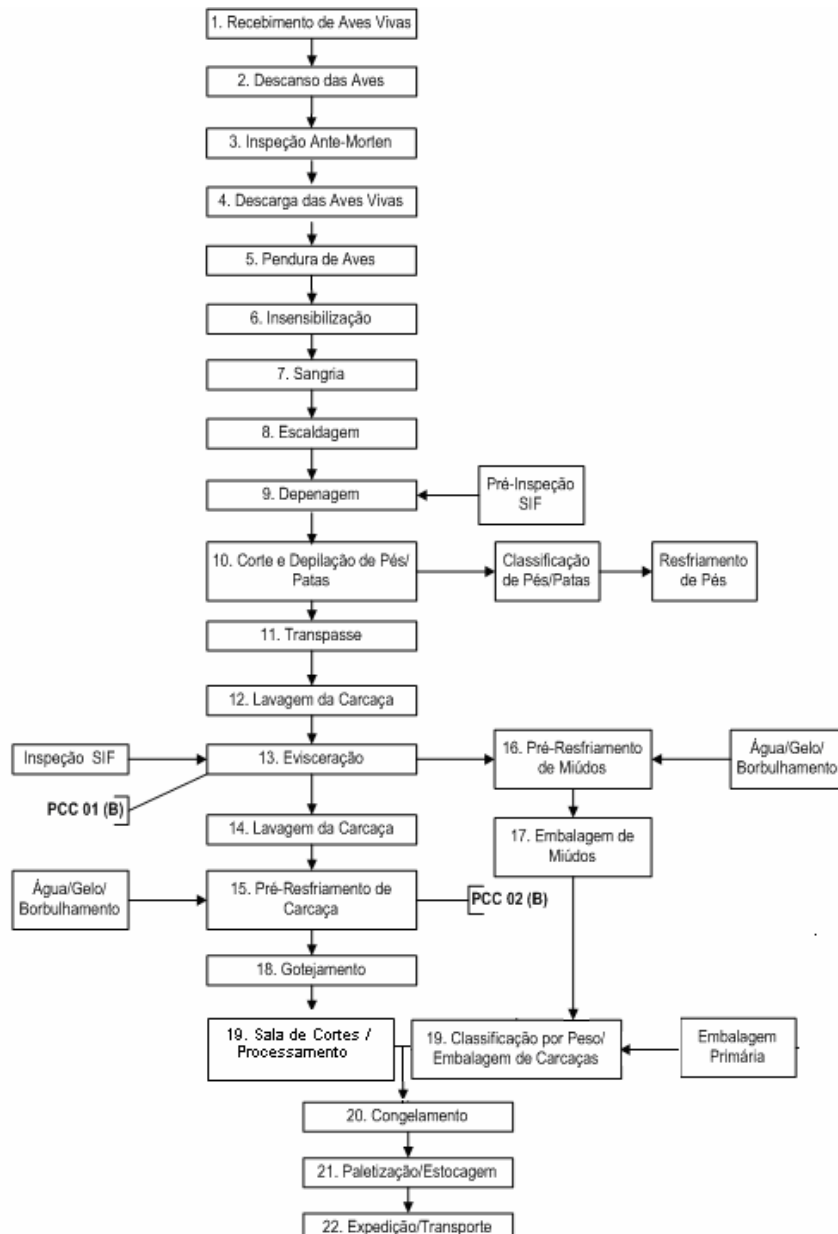 1. Recebimento de Aves Vivas
2. Descanso das Aves
3. Inspeção Ante-Morten
4. Descarga das Aves Vivas
5. Pendura de Aves
6. Insensibilização
7. Sangria
8. Escaldagem
9. Depenagem
Pré-Inspeção
SIF
10. Corte e Depilação de Pés/
Patas
Classificação
de Pés/Patas
Resfriamento
de Pés
11. Transpasse
12. Lavagem da Carcaça
Inspeção SIF
13. Evisceração
16. Pré-Resfriamento
de Miúdos
Água/Gelo/
Borbulhamento
PCC 01 (B)
14. Lavagem da Carcaça
17. Embalagem de
Miúdos
Água/Gelo/
Borbulhamento
15. Pré-Resfriamento de
Carcaça
PCC 02 (B)
18. Gotejamento
19. Sala de Cortes /
Processamento
19. Classificação por Peso/
Embalagem de Carcaças
Embalagem
Primária
20. Congelamento
21. Paletização/Estocagem
22. Expedição/Transporte